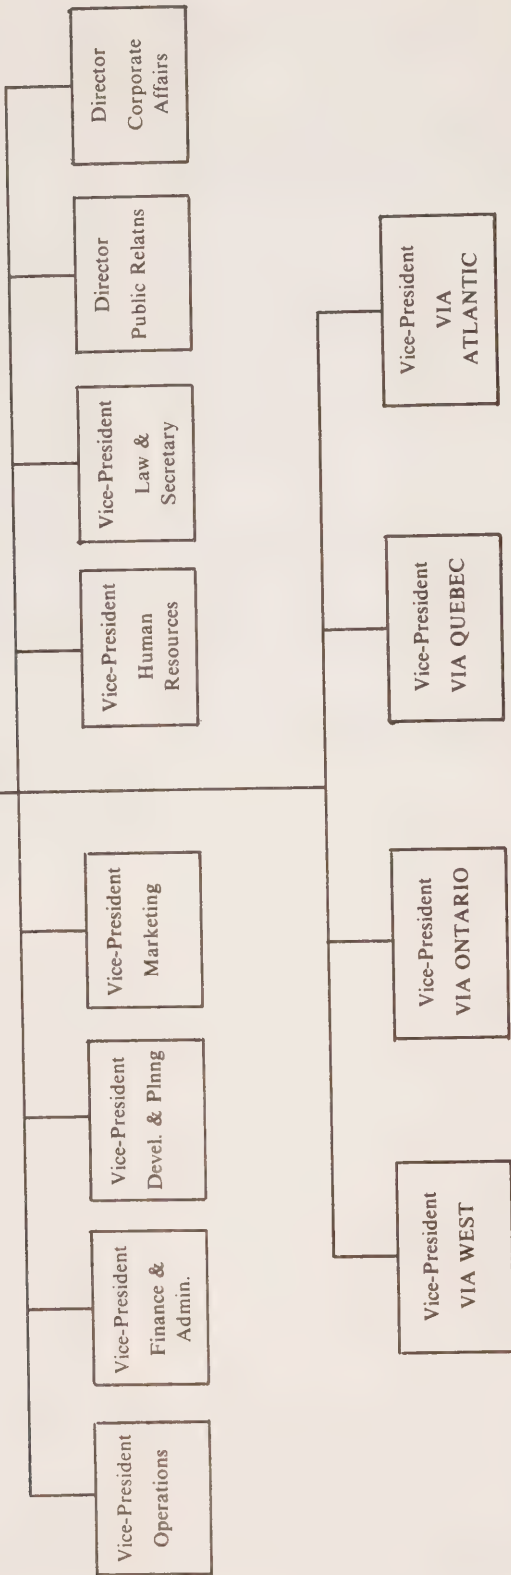 Vice-President
Operations
Vice-President
Finance &
Admin.
Vice-President
Devel. & Plnng
Vice-President
Marketing
Vice-President
Human
Resources
Vice-President
Law &
Secretary
Director
Public Relatns
Director
Corporate
Affairs
Vice-President
VIA WEST
Vice-President
VIA ONTARIO
Vice-President
VIA QUEBEC
Vice-President
VIA
ATLANTIC